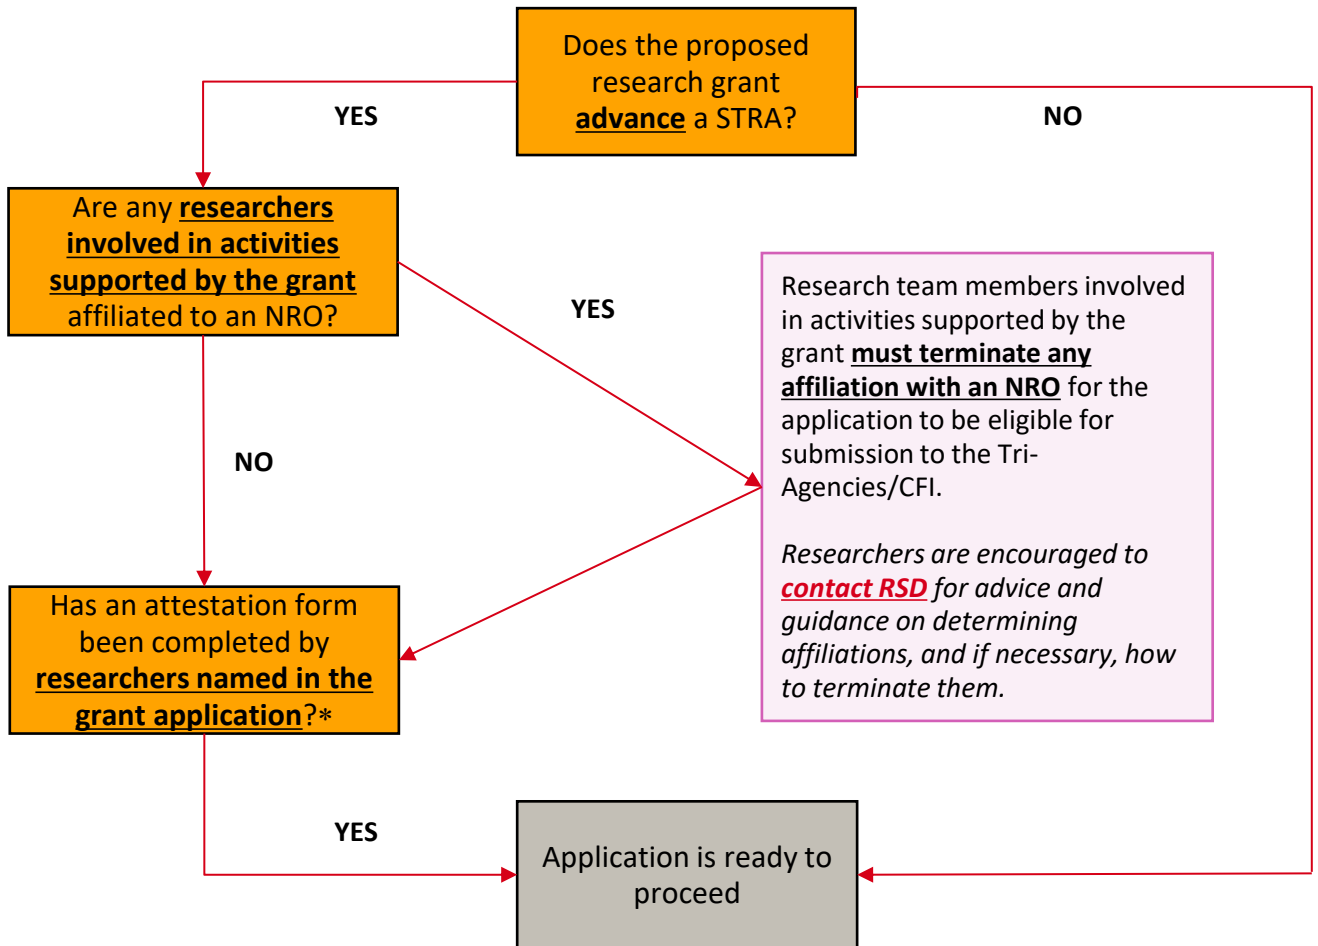 Does the proposed
research grant
advance a STRA?
YES
NO
Are any researchers
involved in activities
supported by the grant
affiliated to an NRO?
YES
Research team members involved
in activities supported by the
grant must terminate any
affiliation with an NRO for the
application to be eligible for
submission to the Tri-
Agencies/CFI.
Researchers are encouraged to
contact RSD for advice and
guidance on determining
affiliations, and if necessary, how
to terminate them.
NO
Has an attestation form
been completed by
researchers named in the
grant application?*
YES
Application is ready to
proceed